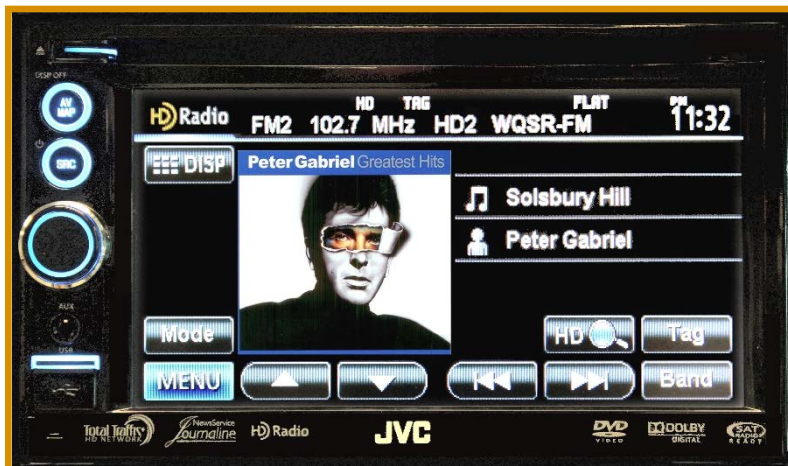 DISP OFF
AV
MAP
SRC
AUX
USB
HD Radio
HD TAG FLAT PM
FM2 102.7 MHz HD2 WQSR-FM 11:32
DISP
Peter Gabriel Greatest Hits
Solsbury Hill
Peter Gabriel
Mode
HD
Tag
MENU
Band
Total Traffic
HD NETWORK
NewsService
Journaline
HD Radio
JVC
DVD
VIDEO
DOLBY
DIGITAL
SAT
RADIO
READY